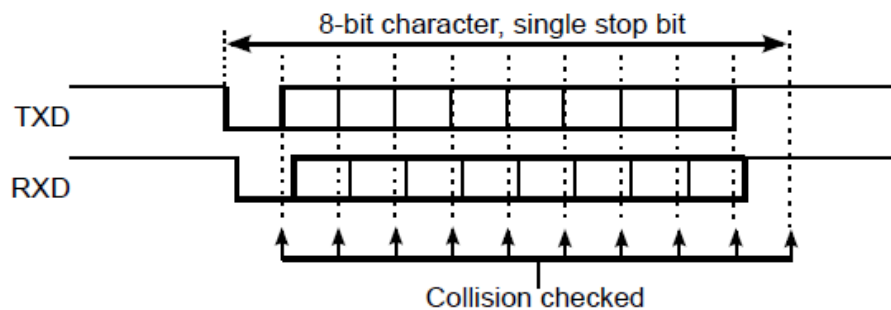 8-bit character, single stop bit
TXD
RXD
Collision checked